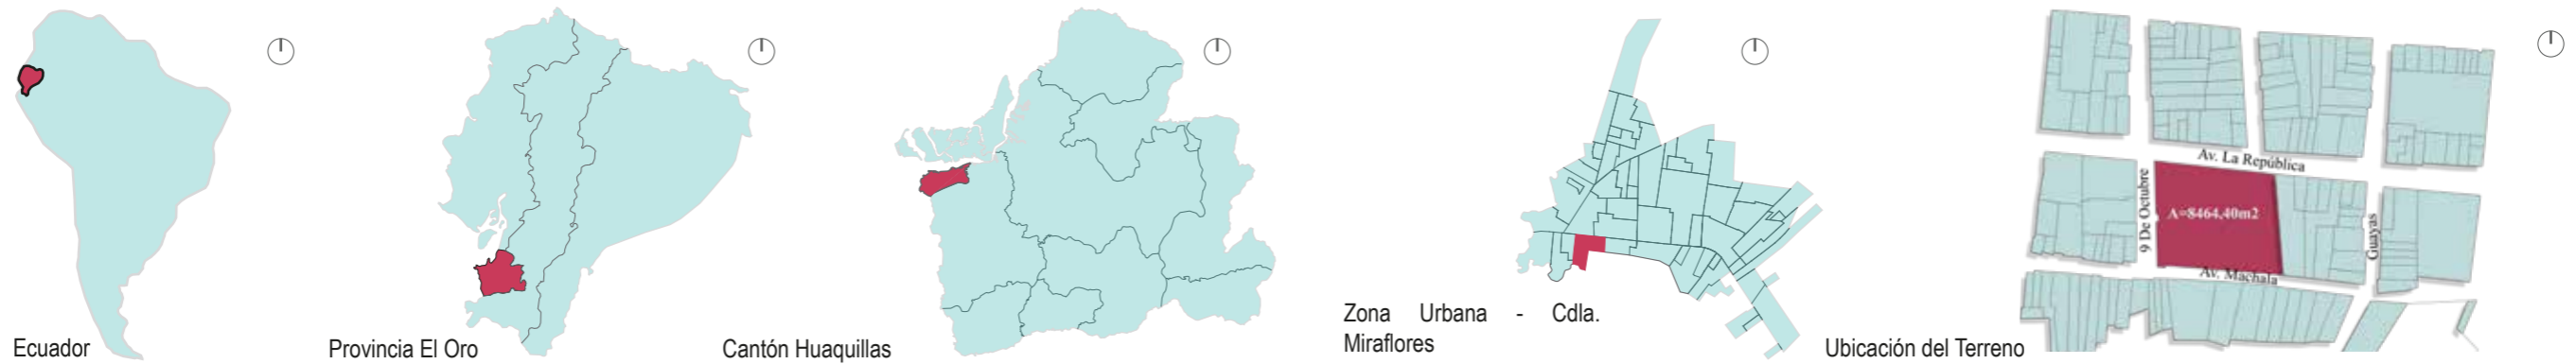 Ecuador
Provincia El Oro
Cantón Huaquillas
Zona Urbana - Cdla.
Miraflores
Av. La República
9 De Octubre
A=8464,40m2
Guayas
Av. Machala
Ubicación del Terreno